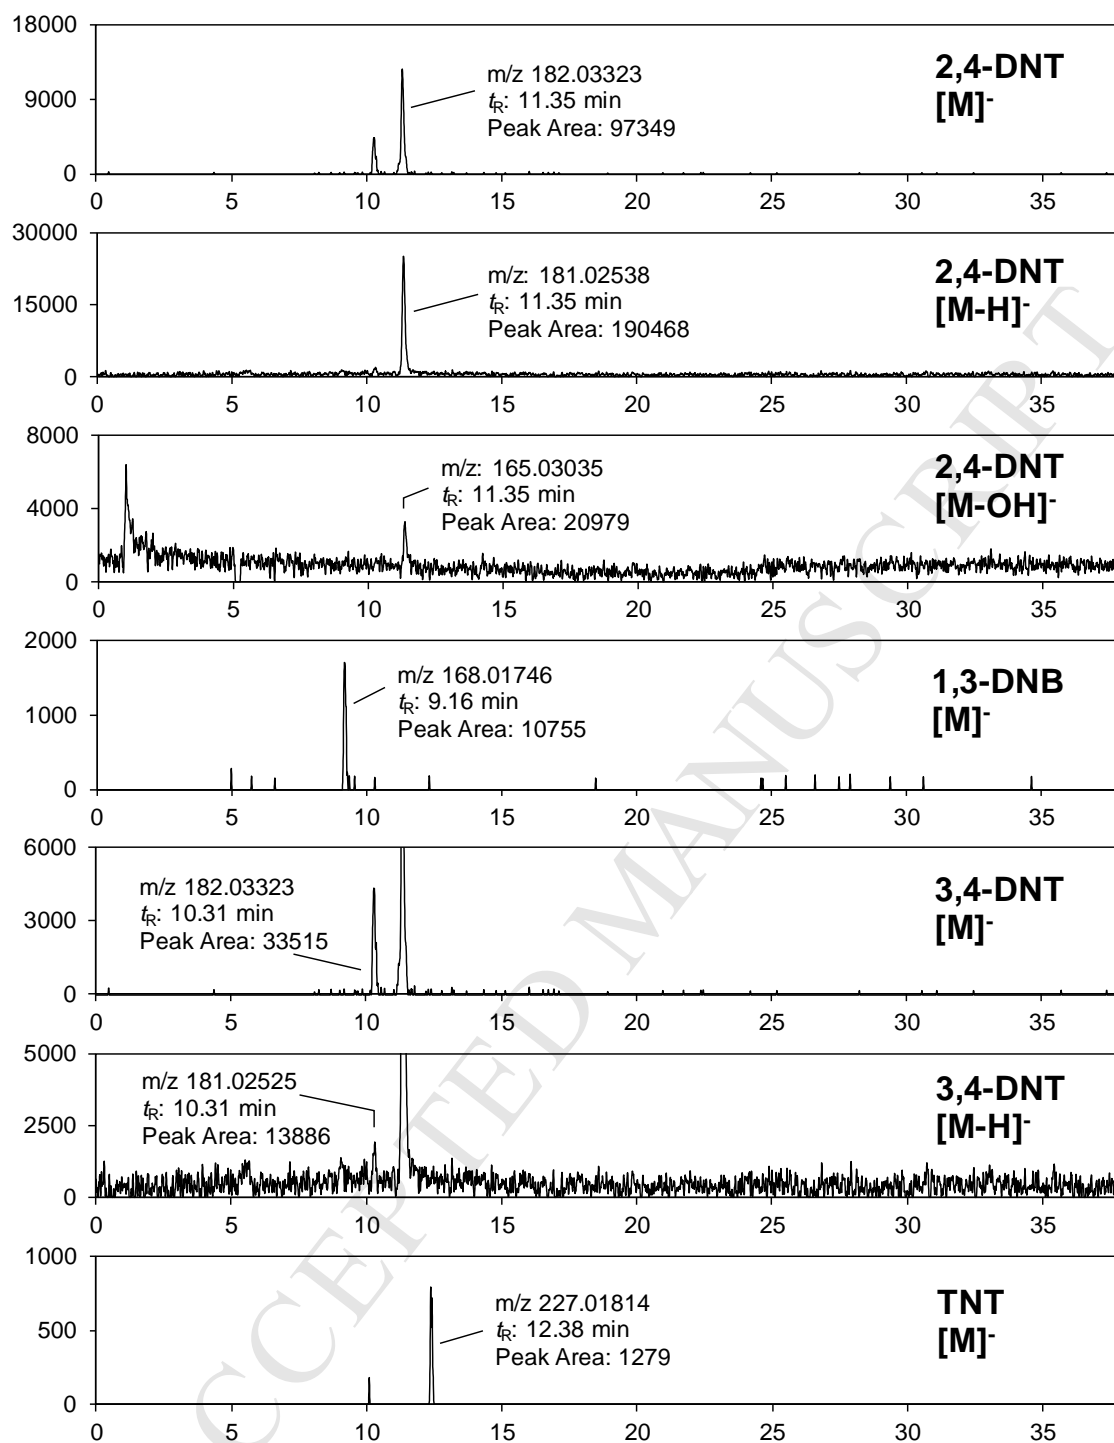 18000
9000
0
m/z 182.03323
tR: 11.35 min
Peak Area: 97349
2,4-DNT
[M]-
0 5 10 15 20 25 30 35
30000
15000
0
m/z: 181.02538
tR: 11.35 min
Peak Area: 190468
2,4-DNT
[M-H]-
0 5 10 15 20 25 30 35
8000
4000
0
m/z: 165.03035
tR: 11.35 min
Peak Area: 20979
2,4-DNT
[M-OH]-
0 5 10 15 20 25 30 35
2000
1000
0
m/z 168.01746
tR: 9.16 min
Peak Area: 10755
1,3-DNB
[M]-
0 5 10 15 20 25 30 35
6000
3000
0
m/z 182.03323
tR: 10.31 min
Peak Area: 33515
3,4-DNT
[M]-
0 5 10 15 20 25 30 35
5000
2500
0
m/z 181.02525
tR: 10.31 min
Peak Area: 13886
3,4-DNT
[M-H]-
0 5 10 15 20 25 30 35
1000
500
0
m/z 227.01814
tR: 12.38 min
Peak Area: 1279
TNT
[M]-
0 5 10 15 20 25 30 35
CCEPTED MANUSCRIPT